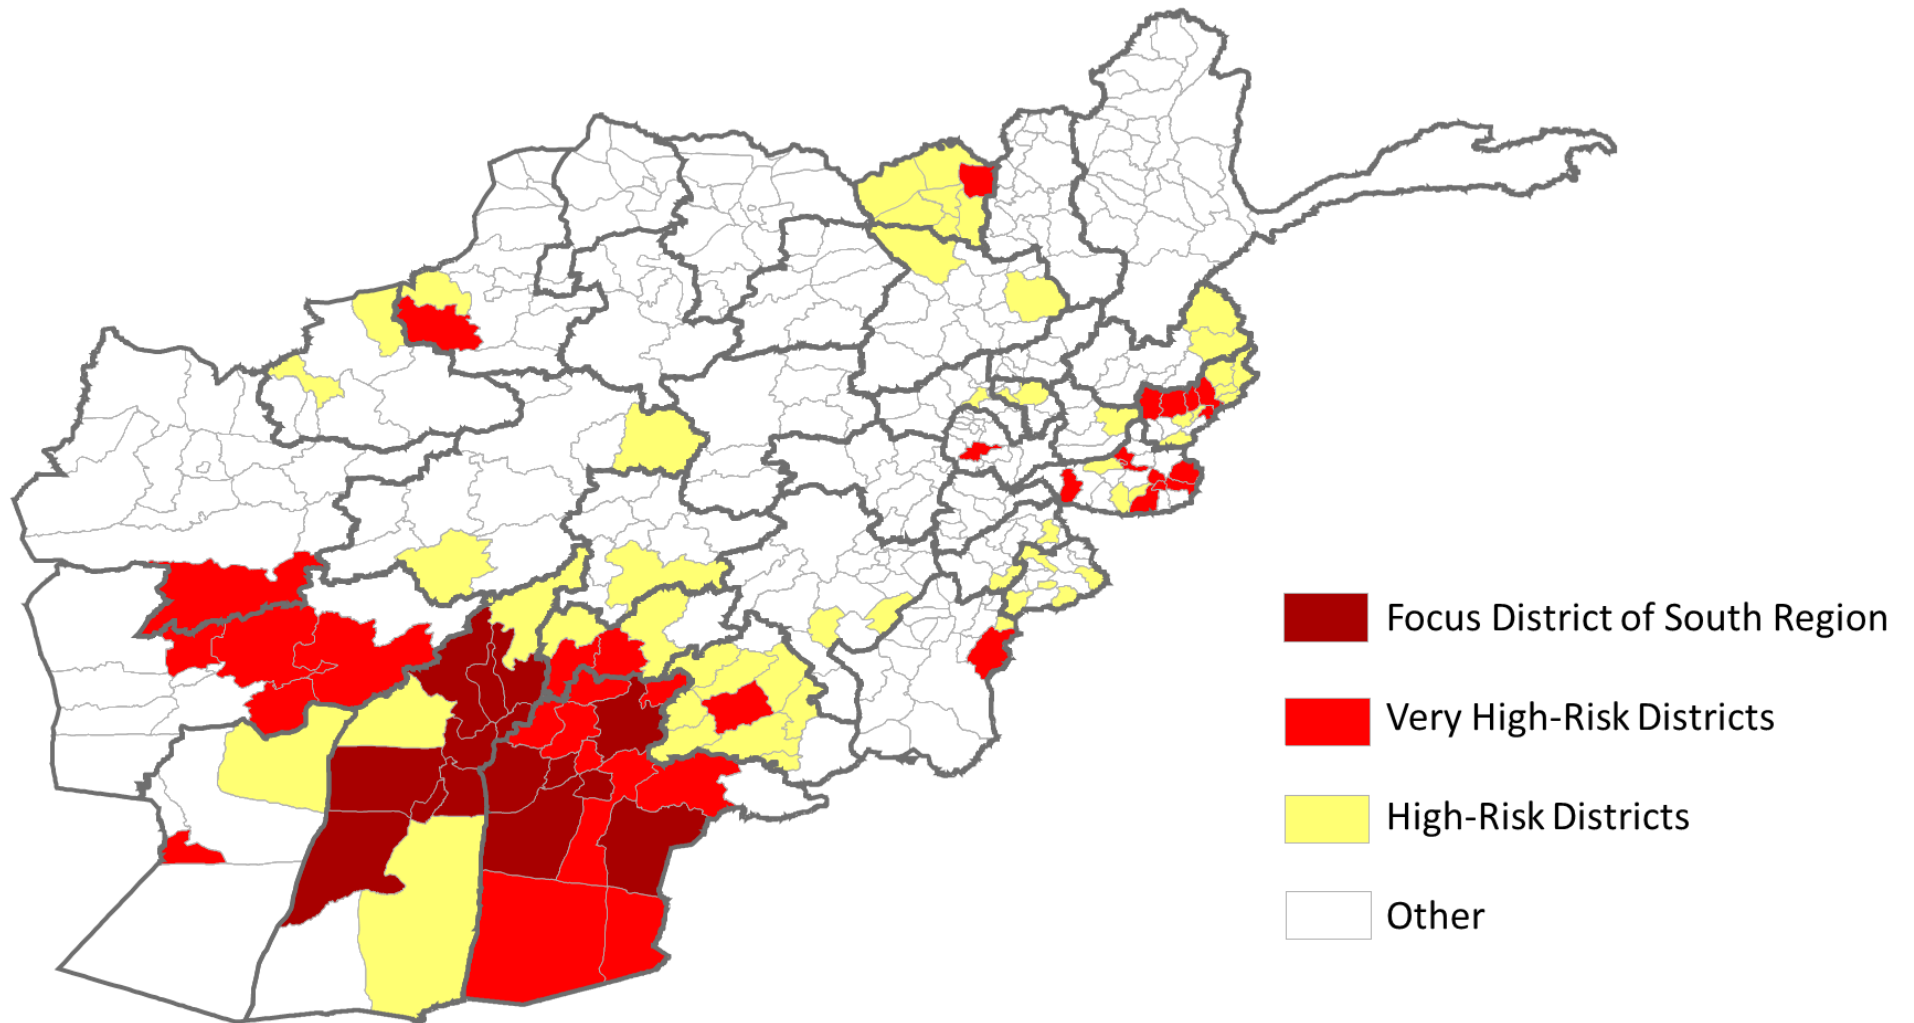 Focus District of South Region
Very High-Risk Districts
High-Risk Districts
Other